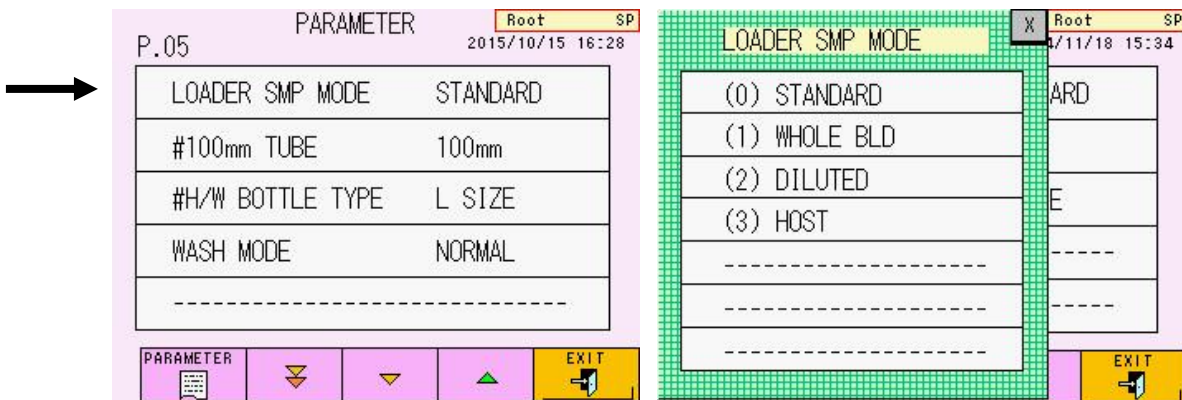 PARAMETER
Root SP
P.05
2015/10/15 16:28
LOADER SMP MODE STANDARD
#100mm TUBE 100mm
#H/W BOTTLE TYPE L SIZE
WASH MODE NORMAL
-----------------------------
PARAMETER
EXIT
LOADER SMP MODE
X
Root SP
4/11/18 15:34
(0) STANDARD
(1) WHOLE BLD
(2) DILUTED
(3) HOST
--------------------
--------------------
--------------------
ARD
E
-----
-----
EXIT